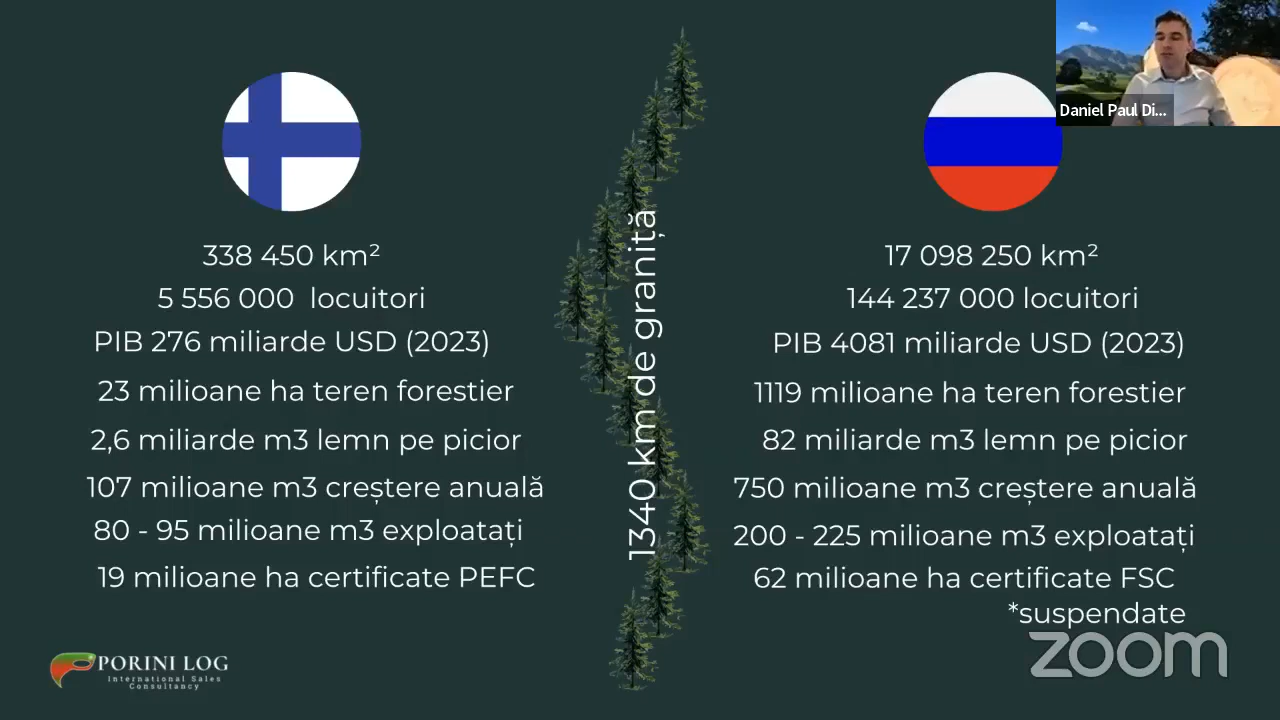 Daniel Paul Di...
338 450 km²
5 556 000 locuitori
PIB 276 miliarde USD (2023)
23 milioane ha teren forestier
2,6 miliarde m3 lemn pe picior
107 milioane m3 creștere anuală
80 - 95 milioane m3 exploatați
19 milioane ha certificate PEFC
1340 km de graniță
17 098 250 km²
144 237 000 locuitori
PIB 4081 miliarde USD (2023)
1119 milioane ha teren forestier
82 miliarde m3 lemn pe picior
750 milioane m3 creștere anuală
200 - 225 milioane m3 exploatați
62 milioane ha certificate FSC
*suspendate
PORINI LOG
International Sales
Consultancy
zoom